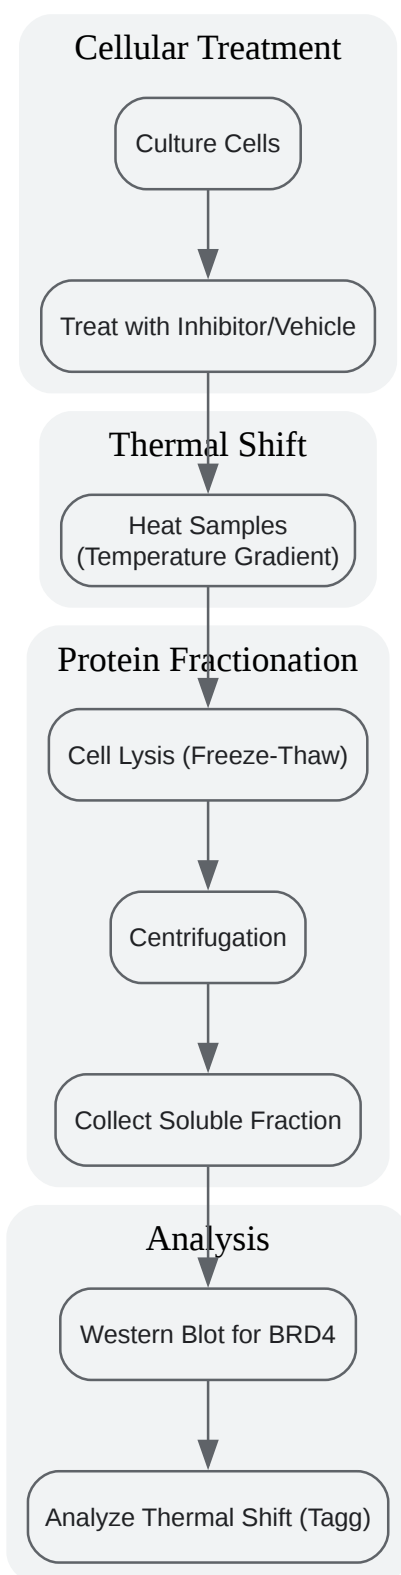 Cellular Treatment
Culture Cells
Treat with Inhibitor/Vehicle
Thermal Shift
Heat Samples
(Temperature Gradient)
Protein Fractionation
Cell Lysis (Freeze-Thaw)
Centrifugation
Collect Soluble Fraction
Analysis
Western Blot for BRD4
Analyze Thermal Shift (Tagg)